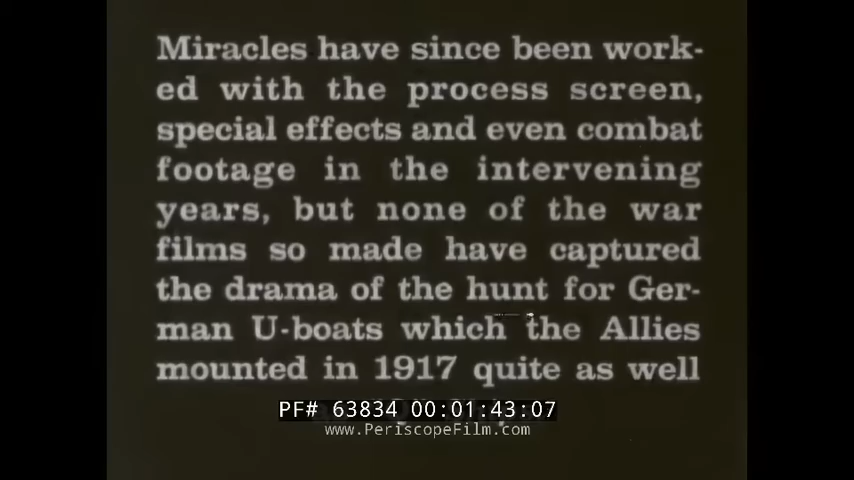 Miracles have since been work-
ed with the process screen,
special effects and even combat
footage in the intervening
years, but none of the war
films so made have captured
the drama of the hunt for Ger-
man U-boats which the Allies
mounted in 1917 quite as well
PF# 63834 00:01:43:07
www.PeriscopeFilm.com